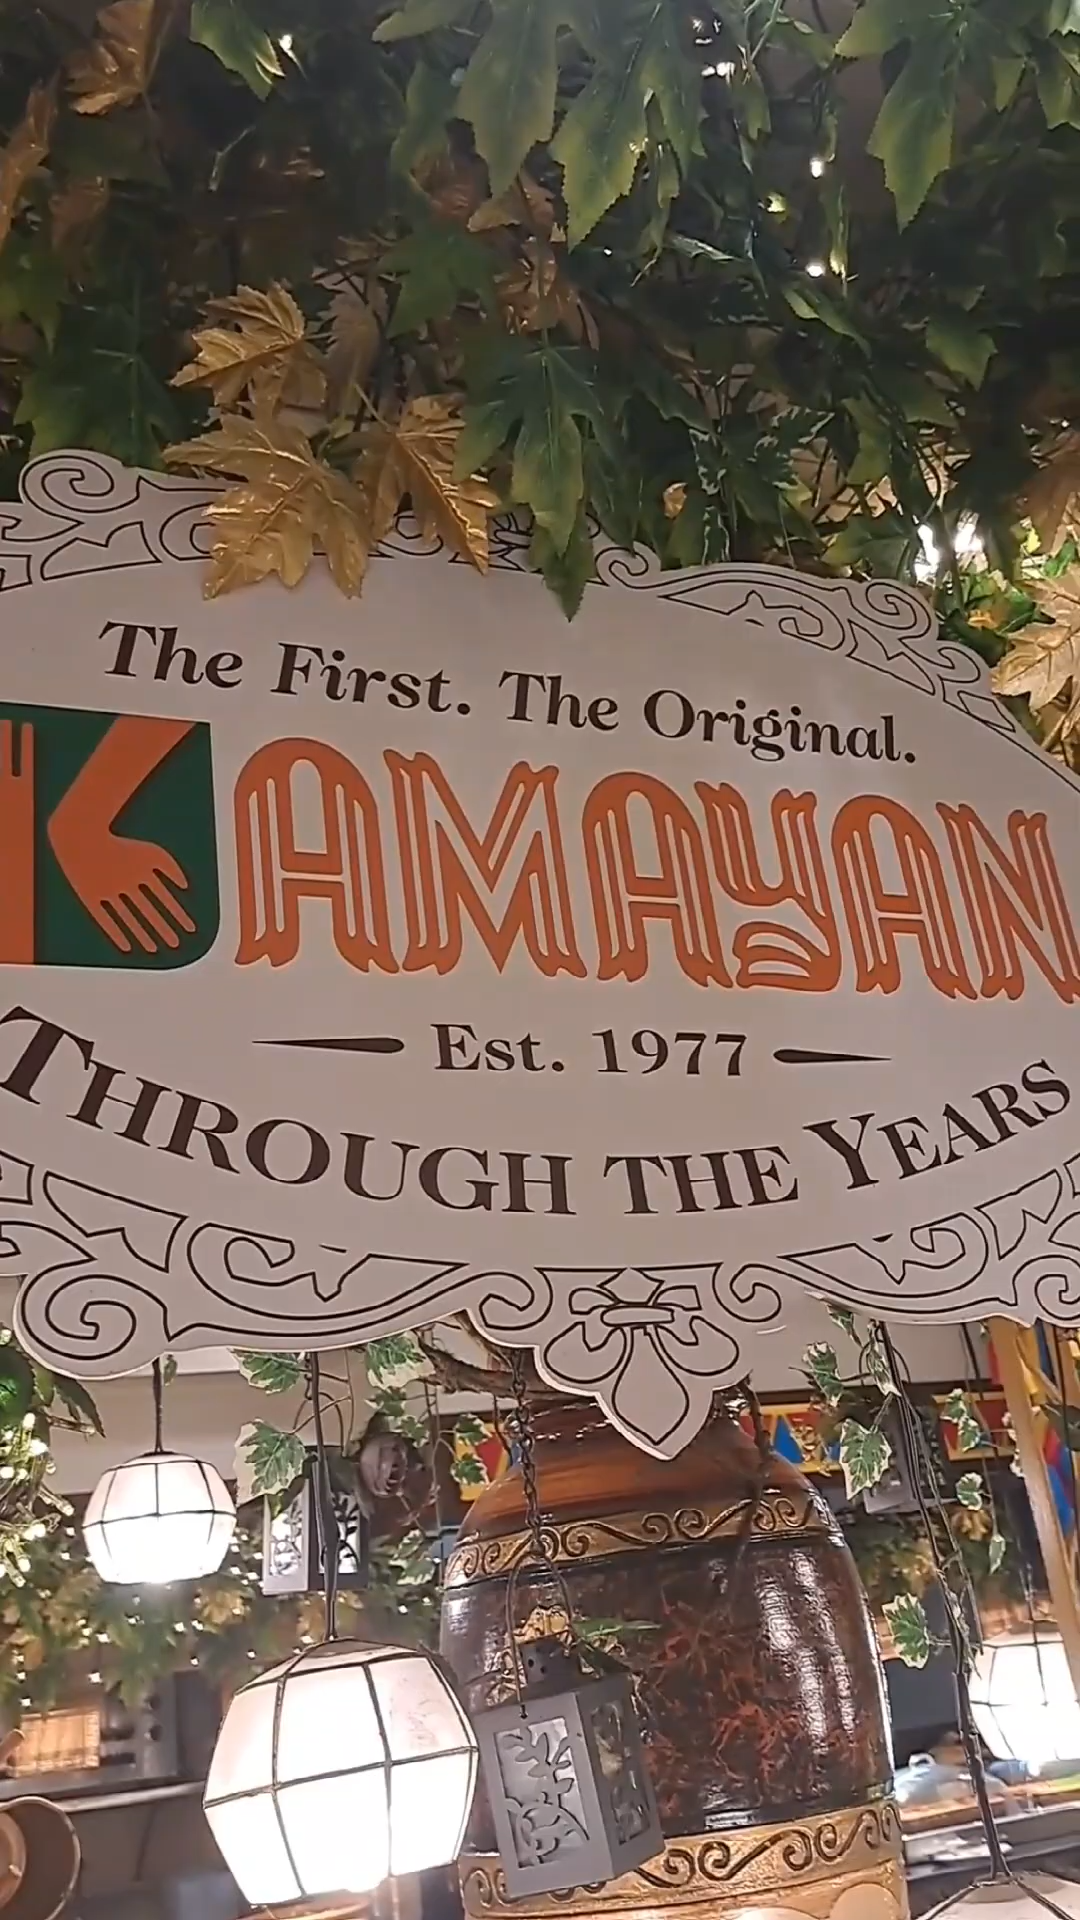 The First. The Original.
KAMAYAN
Est. 1977
THROUGH THE YEARS